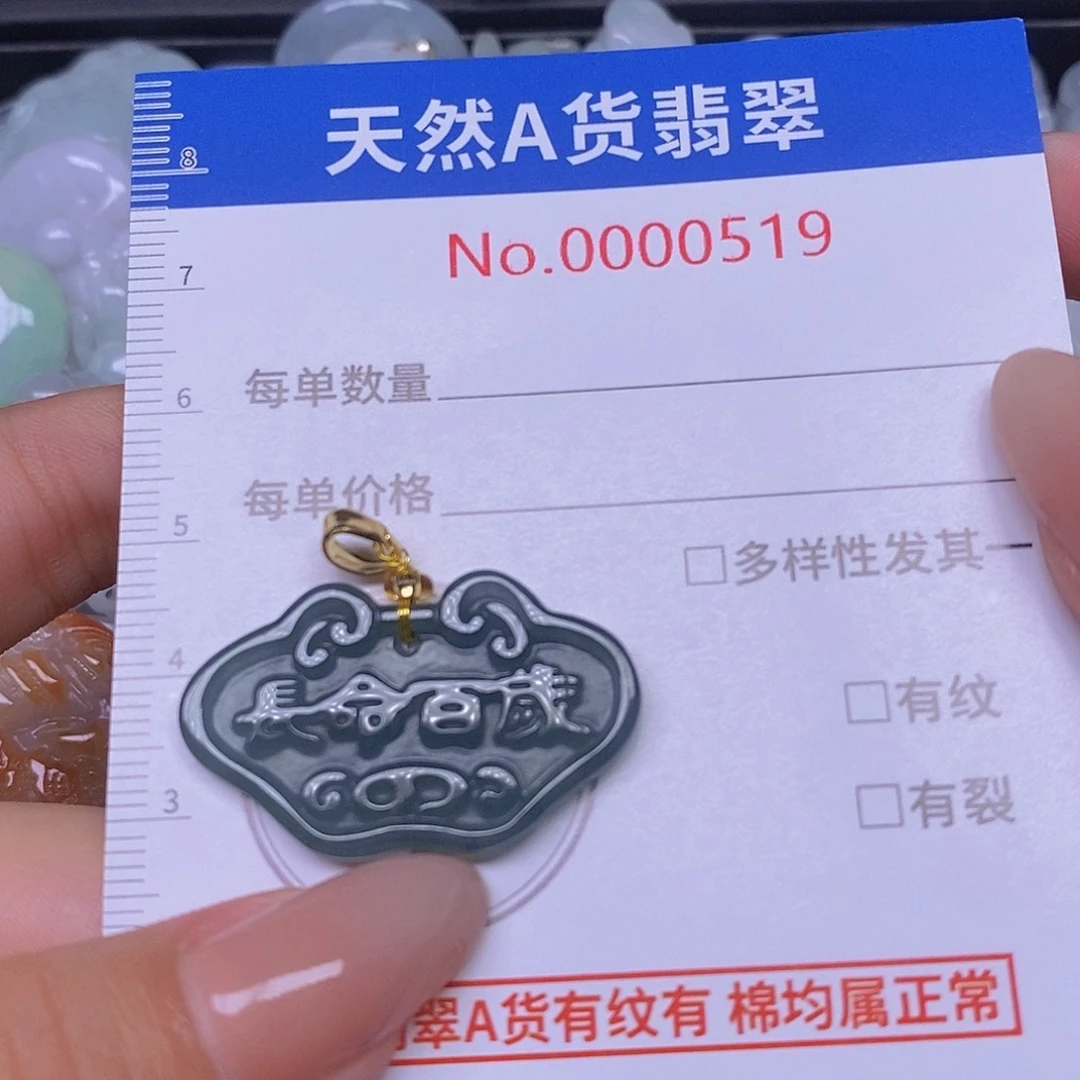 天然A货翡翠
No.0000519
8
7
每单数量
6
每单价格
5
□多样性发其一
4
长命百歲
□有纹
3
□有裂
翠A货有纹有 棉均属正常